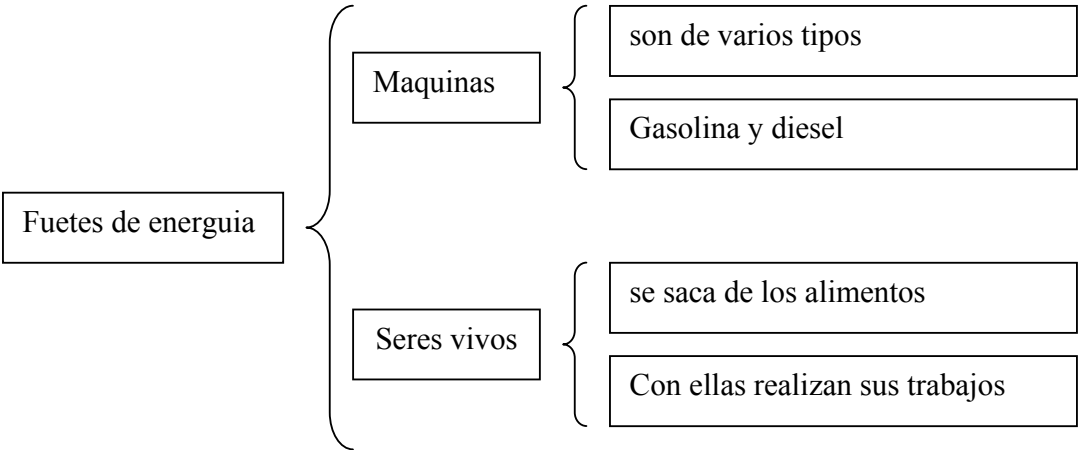 Fuetes de energuia
Maquinas
son de varios tipos
Gasolina y diesel
Seres vivos
se saca de los alimentos
Con ellas realizan sus trabajos